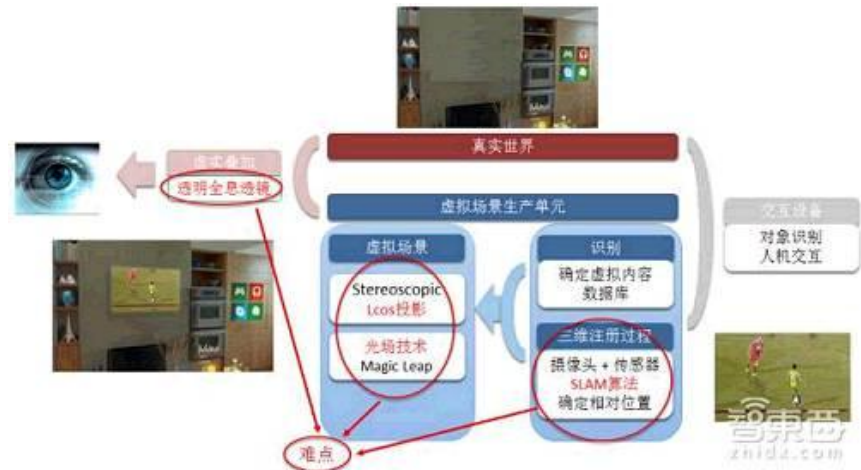 真实世界
虚实叠加
透明全息透镜
虚拟场景生产单元
交互设备
对象识别
人机交互
虚拟场景
Stereoscopic
Lcos投影
光场技术
Magic Leap
识别
确定虚拟内容
数据库
三维注册过程
摄像头 + 传感器
SLAM算法
确定相对位置
难点
智東西
zhidx.com